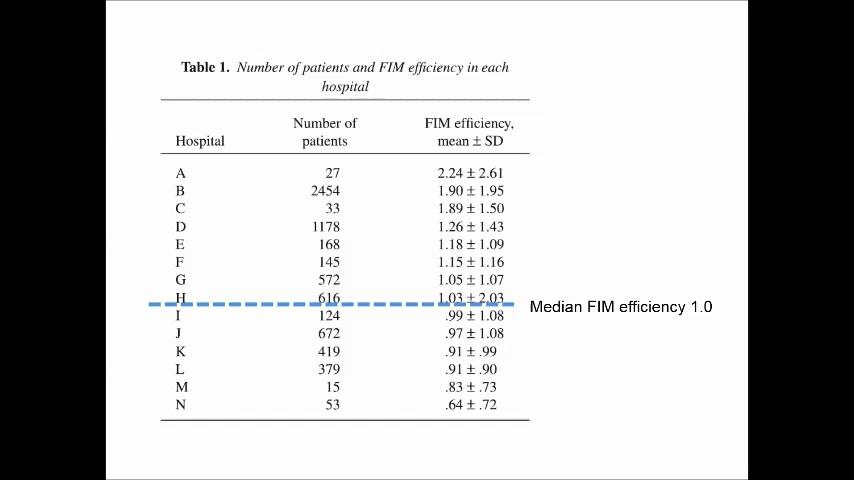 Table 1. Number of patients and FIM efficiency in each
hospital
Number of FIM efficiency,
Hospital patients mean ± SD
A 27 2.24 ± 2.61
B 2454 1.90 ± 1.95
C 33 1.89 ± 1.50
D 1178 1.26 ± 1.43
E 168 1.18 ± 1.09
F 145 1.15 ± 1.16
G 572 1.05 ± 1.07
H 616 1.03 ± 2.03
Median FIM efficiency 1.0
I 124 .99 ± 1.08
J 672 .97 ± 1.08
K 419 .91 ± .99
L 379 .91 ± .90
M 15 .83 ± .73
N 53 .64 ± .72